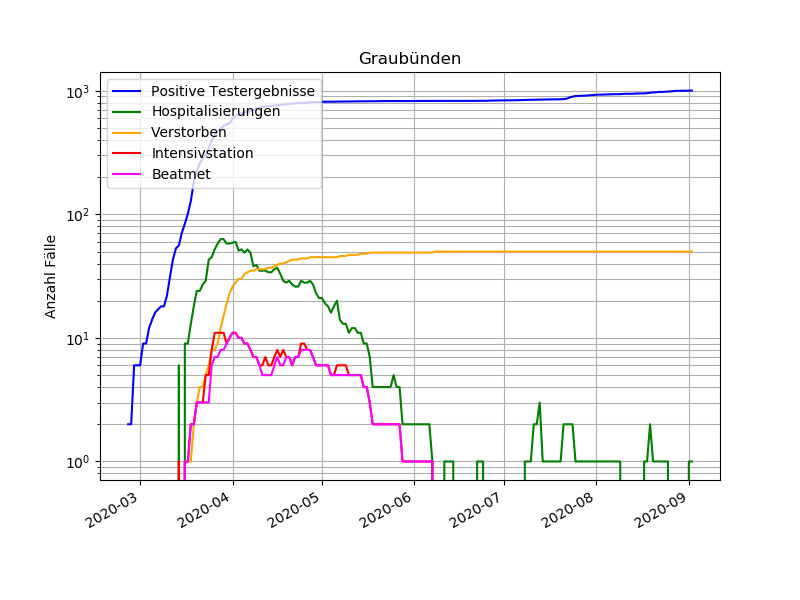 Graubünden
Positive Testergebnisse
Hospitalisierungen
Verstorben
Intensivstation
Beatmet
Anzahl Fälle
10³
10²
10¹
10⁰
2020-03
2020-04
2020-05
2020-06
2020-07
2020-08
2020-09